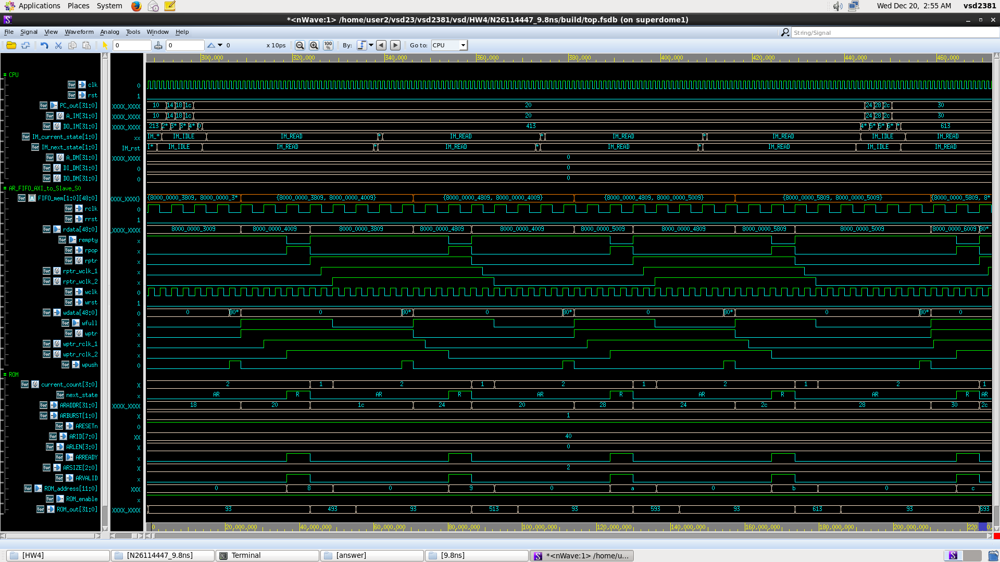 Applications Places System Wed Dec 20, 2:55 AM vsd2381
*<nWave:1> /home/user2/vsd23/vsd2381/vsd/HW4/N26114447_9.8ns/build/top.fsdb (on superdome1)
File Signal View Waveform Analog Tools Window Help String/Signal
0 0 0 x 10ps 100% By: Go to: CPU
300,000 320,000 340,000 360,000 380,000 400,000 420,000 440,000 460,000
CPU
clk 0
rst 1
PC_out[31:0] XXXX_XXXX 10 14 18 1c 20 24 28 2c 30
A_IM[31:0] XXXX_XXXX 10 14 18 1c 20 24 28 2c 30
DO_IM[31:0] XXXX_XXXX 213 2* 3* 3* 4* 0 413 4* 5* 5* 6* * 613
IM_current_state[1:0] xx IM_* IM_IDLE IM_READ * IM_READ * IM_READ * IM_READ IM_IDLE IM_READ
IM_next_state[1:0] IM_rst I* IM_IDLE IM_READ * IM_READ * IM_READ * IM_READ IM_IDLE IM_READ
A_DM[31:0] XXXX_XXXX 0
DI_DM[31:0] 0 0
DO_DM[31:0] 0 0
AR_FIFO_AXI_to_Slave_S0
FIFO_mem[1:0][48:0] XXX_XXXX} {8000_0000_3809, 8000_0000_3* {8000_0000_3809, 8000_0000_4009} {8000_0000_4809, 8000_0000_4009} {8000_0000_4809, 8000_0000_5009} {8000_0000_5809, 8000_0000_5009} {8000_0000_5809, 8*
rclk 0
rrst 1
rdata[48:0] XXXX_XXXX 8000_0000_3009 8000_0000_4009 8000_0000_3809 8000_0000_4809 8000_0000_4009 8000_0000_5009 8000_0000_4809 8000_0000_5809 8000_0000_5009 8000_0000_6009 80*
rempty x
rpop x
rptr x
rptr_wclk_1 x
rptr_wclk_2 x
wclk 0
wrst 1
wdata[48:0] 0 0 80* 0 80* 0 80* 0 80* 0 80* 0
wfull x
wptr x
wptr_rclk_1 x
wptr_rclk_2 x
wpush 0
ROM
current_count[3:0] X 2 1 2 1 2 1 2 1 2 1
next_state x AR R AR R AR R AR R AR R AR
ARADDR[31:0] XXXX_XXXX 18 20 1c 24 20 28 24 2c 28 30 2c
ARBURST[1:0] X 1
ARESETn 0
ARID[7:0] XX 40
ARLEN[3:0] X 0
ARREADY x
ARSIZE[2:0] X 2
ARVALID x
ROM_address[11:0] XXX 0 8 0 9 0 a 0 b 0 c
ROM_enable x
ROM_out[31:0] XXXX_XXXX 93 493 93 513 93 593 93 613 93 693
0 20,000,000 40,000,000 60,000,000 80,000,000 100,000,000 120,000,000 140,000,000 160,000,000 180,000,000 200,000,000
[HW4] [N26114447_9.8ns] Terminal [answer] [9.8ns] *<nWave:1> /home/u...